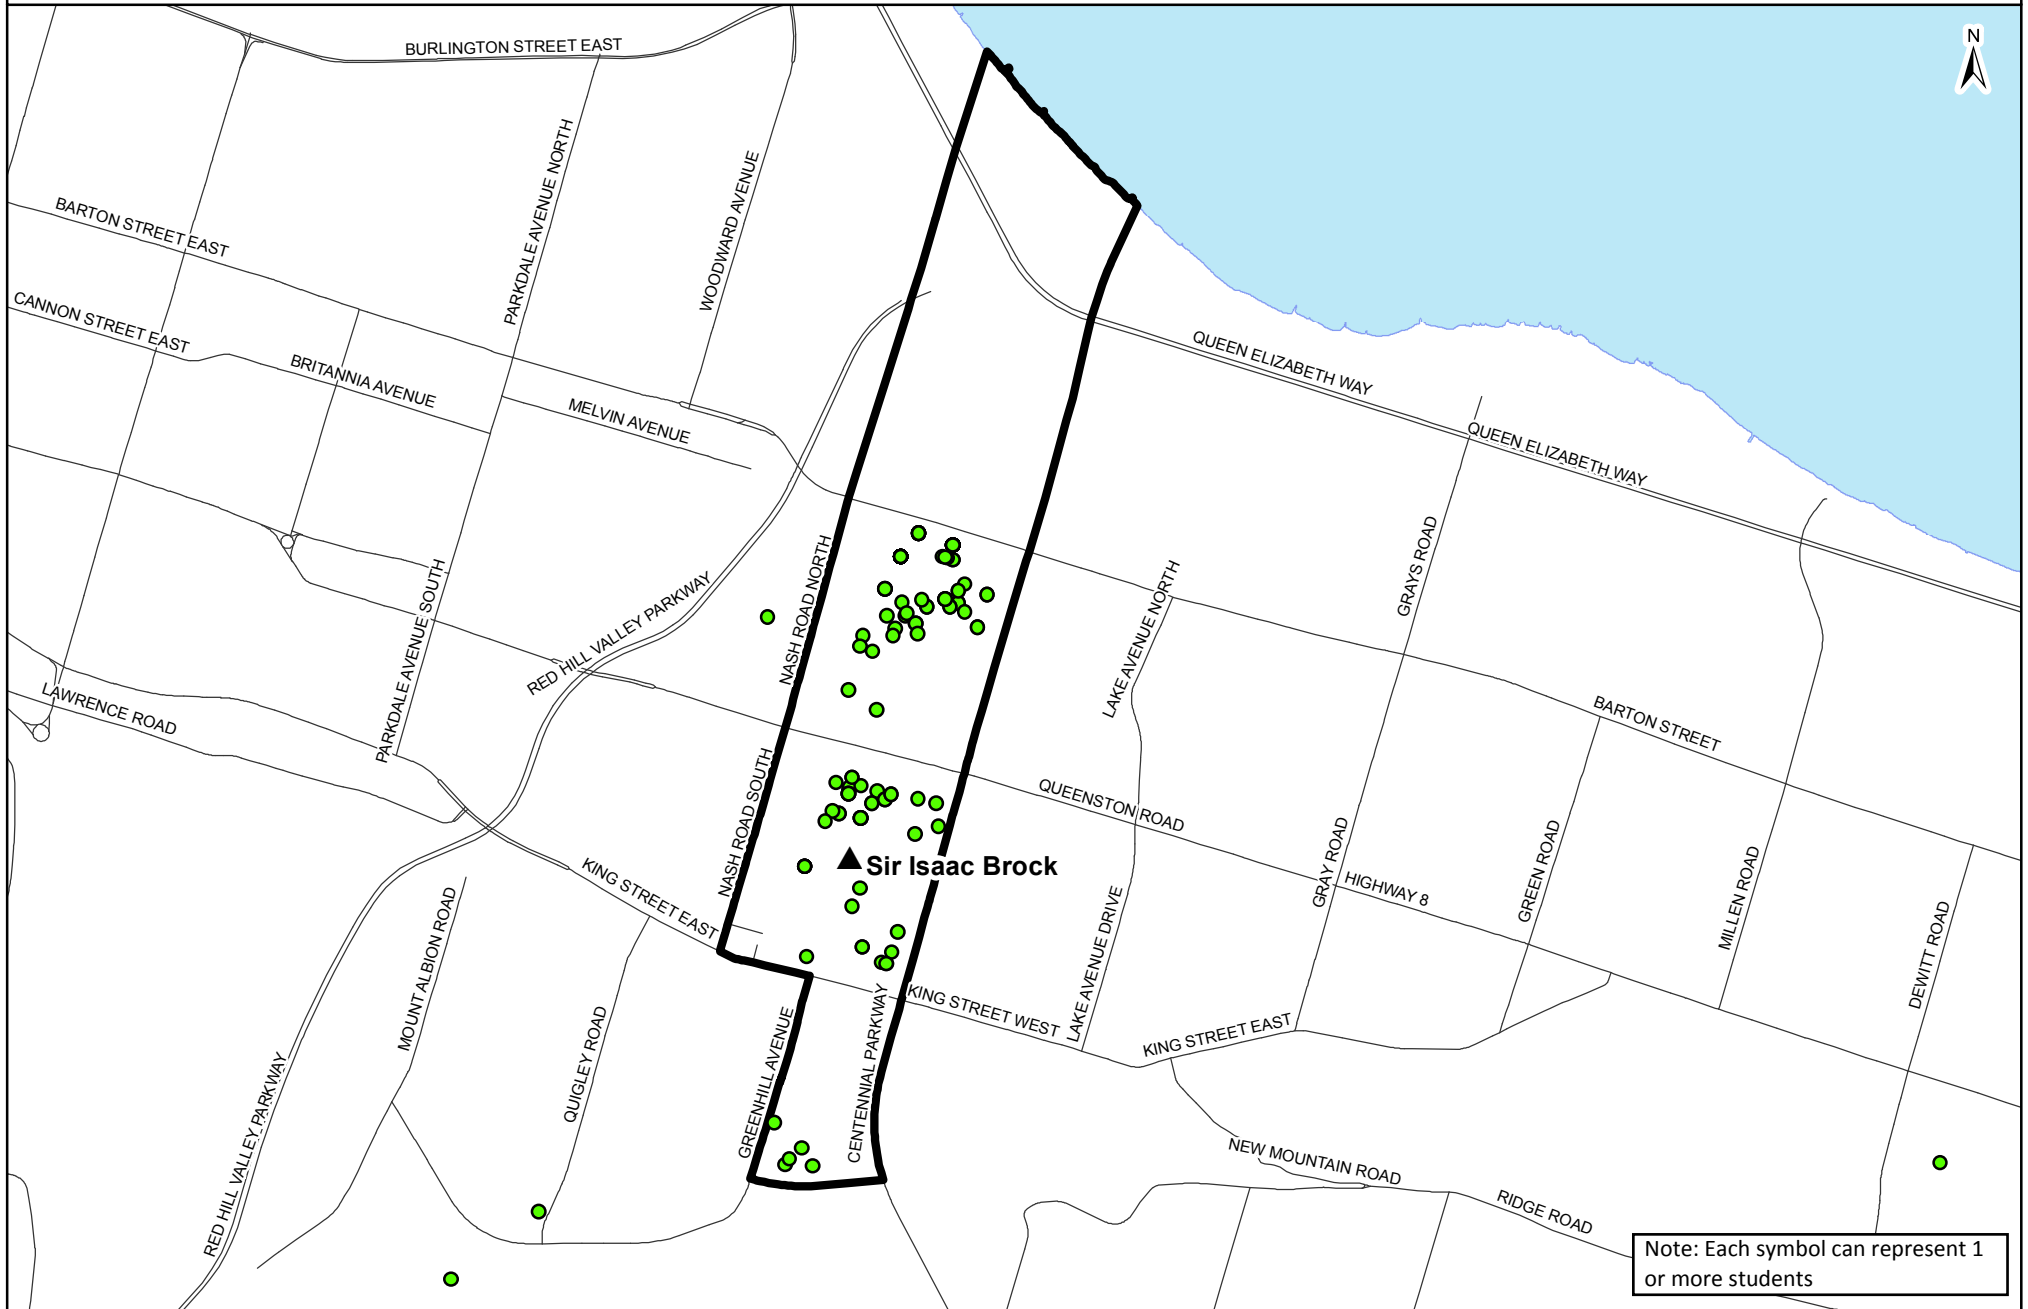 BURLINGTON STREET EAST
N
PARKDALE AVENUE NORTH
WOODWARD AVENUE
BARTON STREET EAST
CANNON STREET EAST
BRITANNIA AVENUE
MELVIN AVENUE
QUEEN ELIZABETH WAY
QUEEN ELIZABETH WAY
GRAYS ROAD
NASH ROAD NORTH
LAKE AVENUE NORTH
PARKDALE AVENUE SOUTH
RED HILL VALLEY PARKWAY
LAWRENCE ROAD
BARTON STREET
NASH ROAD SOUTH
QUEENSTON ROAD
Sir Isaac Brock
KING STREET EAST
GRAY ROAD
HIGHWAY 8
GREEN ROAD
MILLEN ROAD
DEWITT ROAD
MOUNT ALBION ROAD
LAKE AVENUE DRIVE
KING STREET WEST
KING STREET EAST
QUIGLEY ROAD
GREENHILL AVENUE
CENTENNIAL PARKWAY
RED HILL VALLEY PARKWAY
NEW MOUNTAIN ROAD
RIDGE ROAD
Note: Each symbol can represent 1
or more students